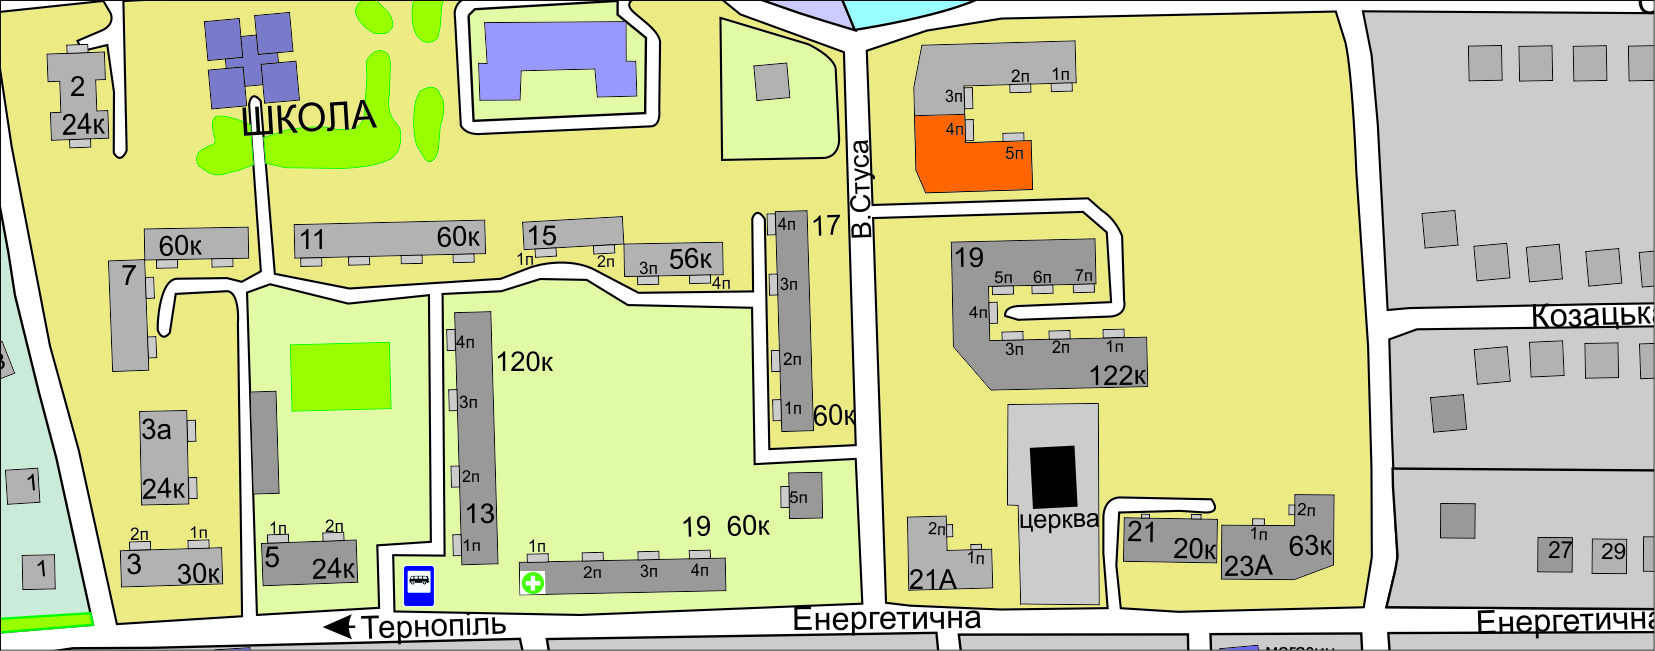 2
24к
ШКОЛА
2п
1п
3п
4п
5п
В.Стуса
7
60к
11
60к
15
1п
2п
3п
56к
4п
4п
17
3п
2п
1п
60к
19
5п
6п
7п
4п
3п
2п
1п
122к
Козацька
4п
120к
3п
2п
13
1п
3а
24к
1
1
2п
1п
3
30к
1п
2п
5
24к
5п
19 60к
1п
2п
3п
4п
церква
2п
1п
21А
21
20к
1п
2п
23А
63к
27
29
Тернопіль
Енергетична
Енергетична